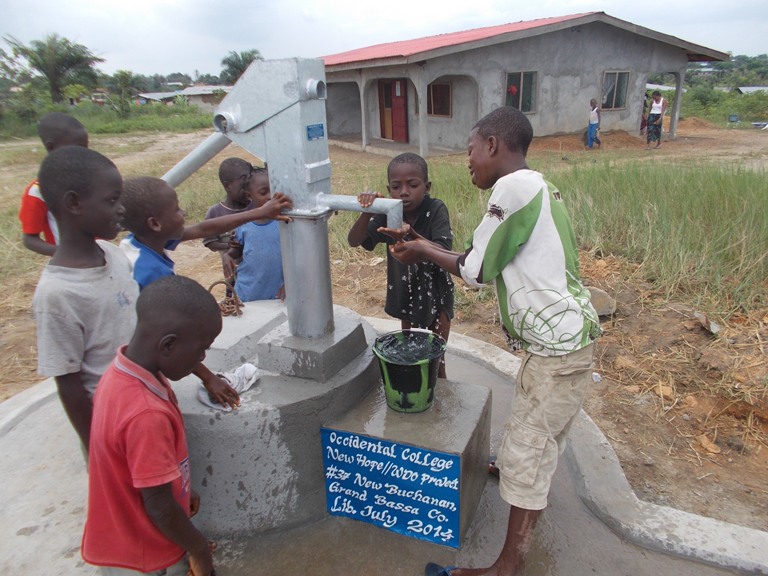 Occidental College
New Hope//WDO Project
#37 New Buchanan,
Grand Bassa Co.
Lib. July 2014